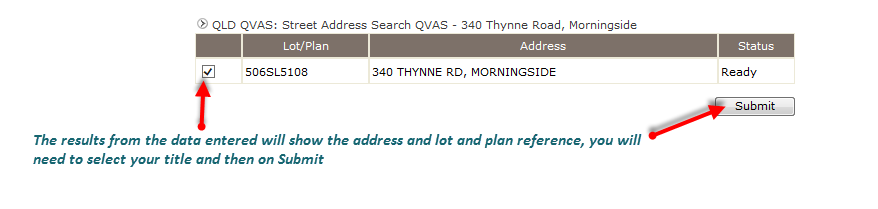 QLD QVAS: Street Address Search QVAS - 340 Thynne Road, Morningside
Lot/Plan Address Status
506SL5108 340 THYNNE RD, MORNINGSIDE Ready
Submit
The results from the data entered will show the address and lot and plan reference, you will
need to select your title and then on Submit